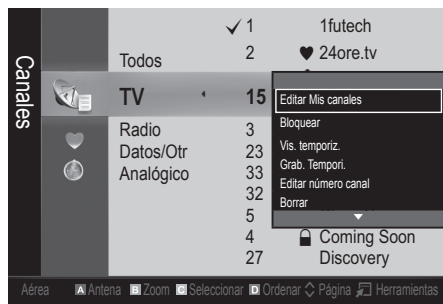 Canales
✓ 1 1futech
Todos 2 ♥ 24ore.tv
TV 15
Radio 3
Datos/Otr 23
Analógico 33
32
5
4 Coming Soon
27 Discovery
Editar Mis canales
Bloquear
Vis. temporiz.
Grab. Tempori.
Editar número canal
Borrar
Aérea A Antena B Zoom C Seleccionar D Ordenar Página Herramientas